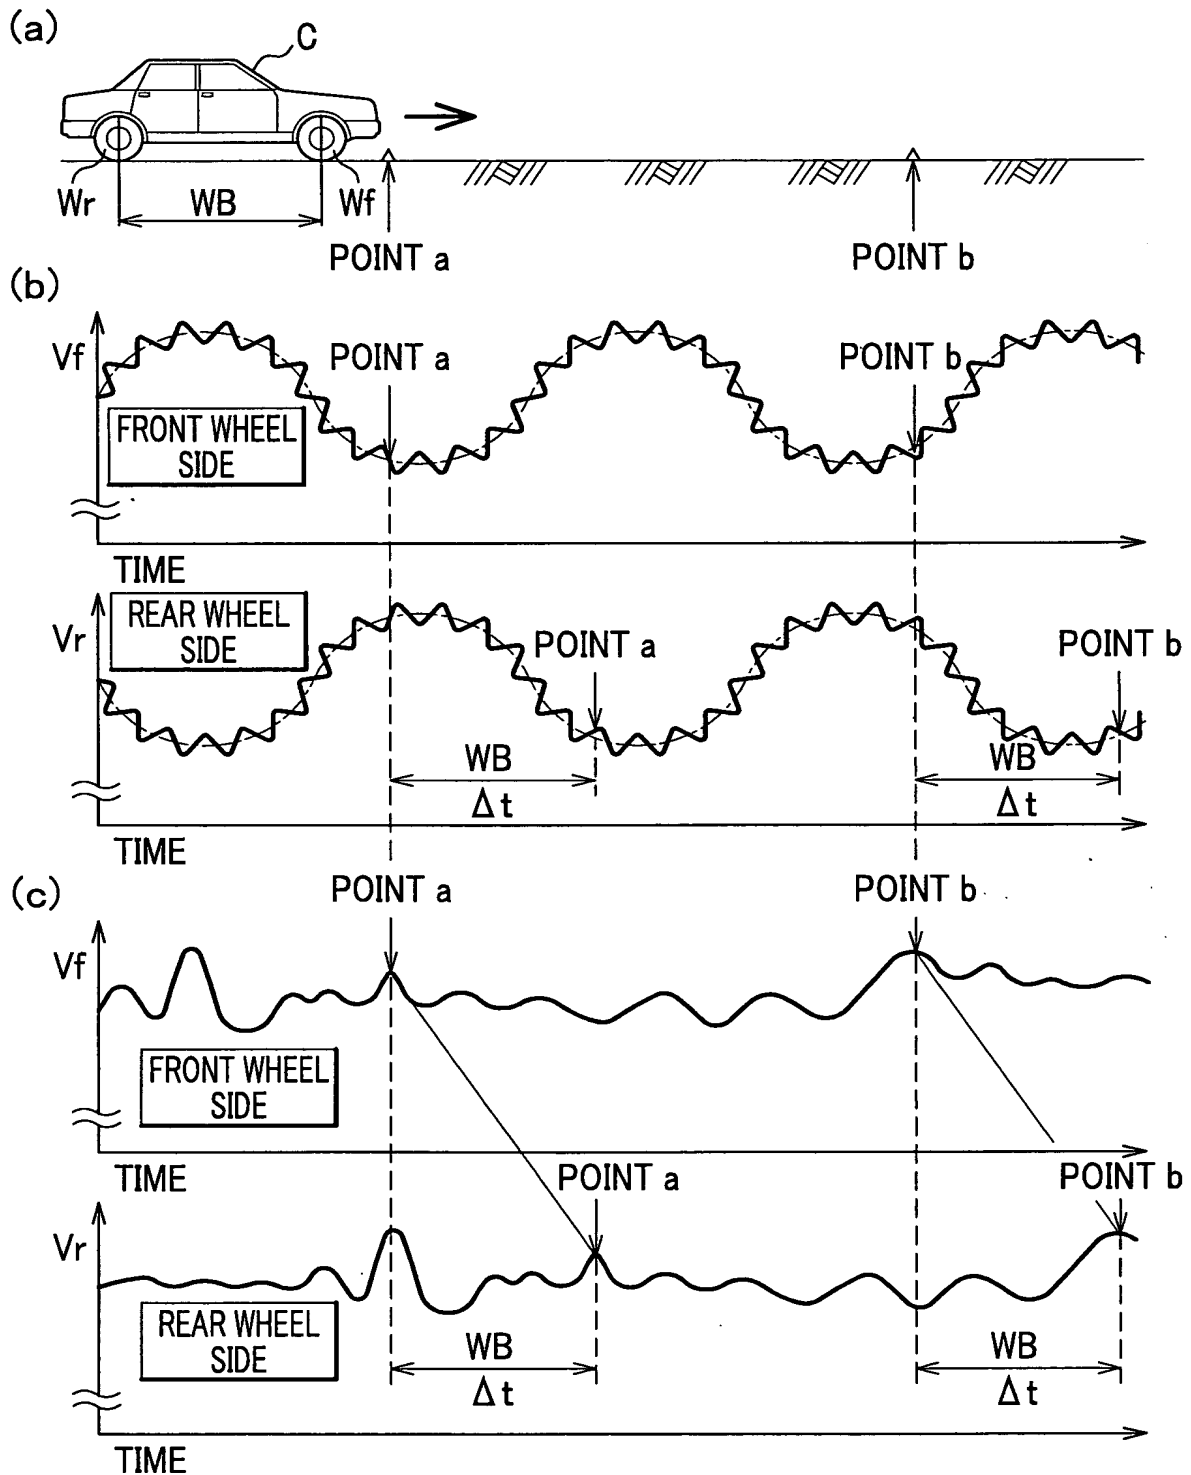 (a)
C
Wr
WB
Wf
POINT a
POINT b
(b)
Vf
POINT a
POINT b
FRONT WHEEL
SIDE
TIME
Vr
REAR WHEEL
SIDE
POINT a
POINT b
WB
Δt
WB
Δt
TIME
(c)
POINT a
POINT b
Vf
FRONT WHEEL
SIDE
TIME
POINT a
POINT b
Vr
REAR WHEEL
SIDE
WB
Δt
WB
Δt
TIME